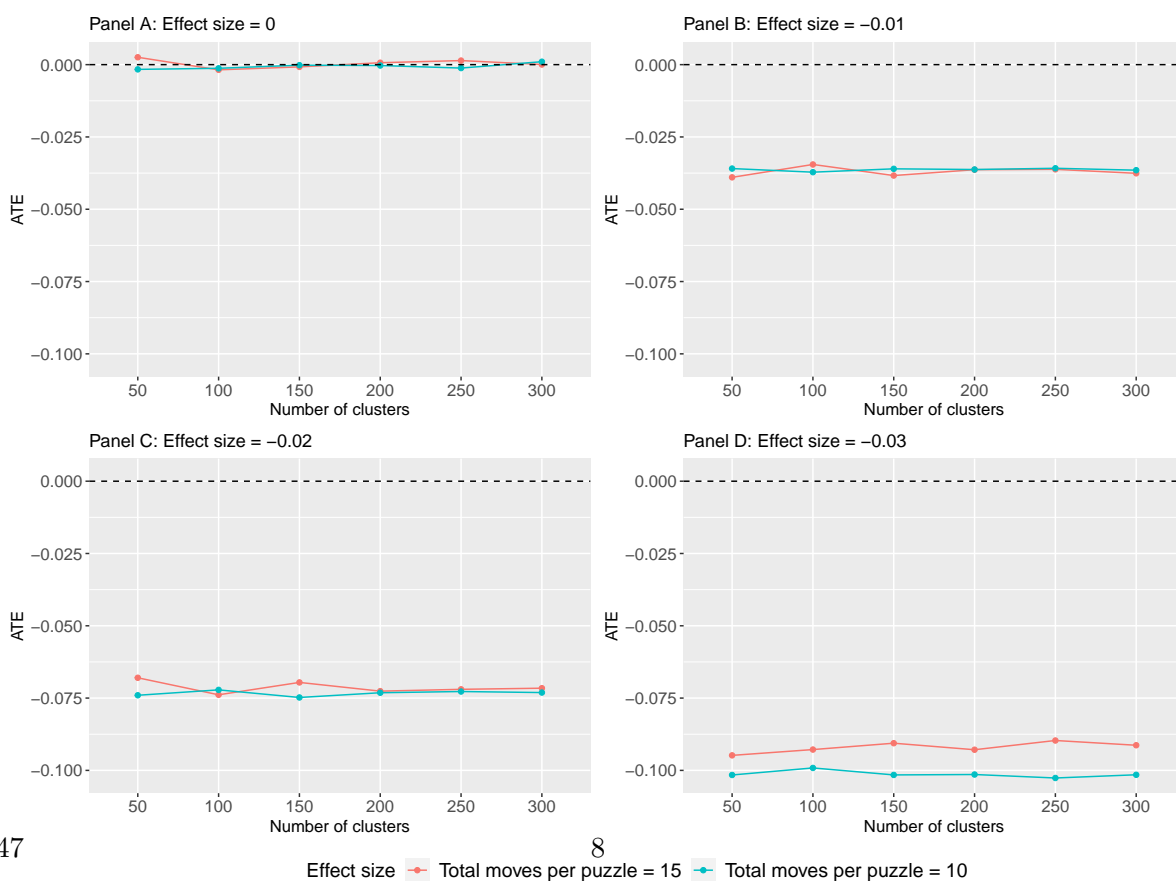 Panel A: Effect size = 0
0.000
−0.025
−0.050
−0.075
−0.100
ATE
50 100 150 200 250 300
Number of clusters
Panel B: Effect size = −0.01
0.000
−0.025
−0.050
−0.075
−0.100
ATE
50 100 150 200 250 300
Number of clusters
Panel C: Effect size = −0.02
0.000
−0.025
−0.050
−0.075
−0.100
ATE
50 100 150 200 250 300
Number of clusters
Panel D: Effect size = −0.03
0.000
−0.025
−0.050
−0.075
−0.100
ATE
50 100 150 200 250 300
Number of clusters
47
8
Effect size Total moves per puzzle = 15 Total moves per puzzle = 10